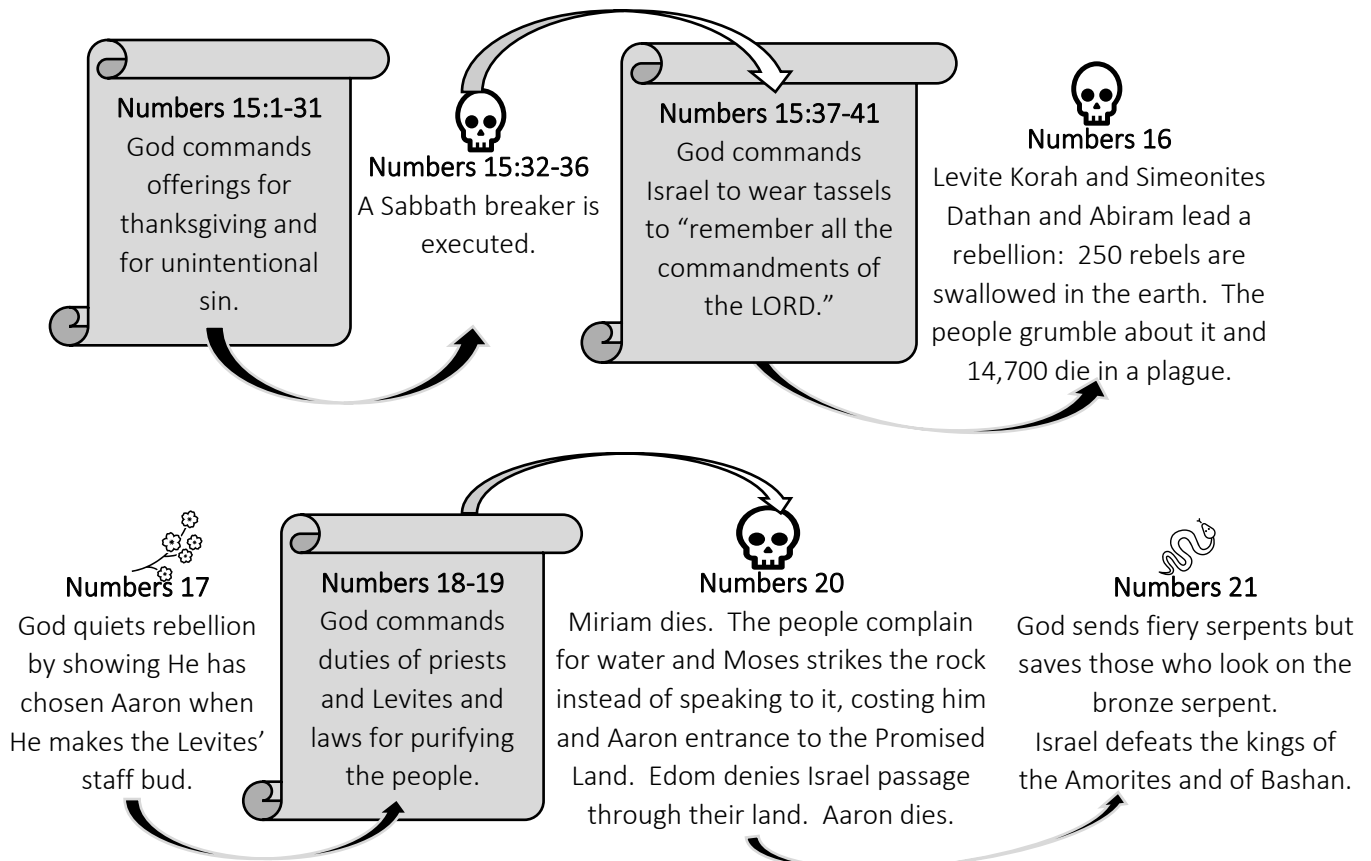 Numbers 15:1-31
God commands
offerings for
thanksgiving and
for unintentional
sin.
Numbers 15:32-36
A Sabbath breaker is
executed.
Numbers 15:37-41
God commands
Israel to wear tassels
to “remember all the
commandments of
the LORD.”
Numbers 16
Levite Korah and Simeonites
Dathan and Abiram lead a
rebellion:  250 rebels are
swallowed in the earth.  The
people grumble about it and
14,700 die in a plague.
Numbers 17
God quiets rebellion
by showing He has
chosen Aaron when
He makes the Levites’
staff bud.
Numbers 18-19
God commands
duties of priests
and Levites and
laws for purifying
the people.
Numbers 20
Miriam dies.  The people complain
for water and Moses strikes the rock
instead of speaking to it, costing him
and Aaron entrance to the Promised
Land.  Edom denies Israel passage
through their land.  Aaron dies.
Numbers 21
God sends fiery serpents but
saves those who look on the
bronze serpent.
Israel defeats the kings of
the Amorites and of Bashan.